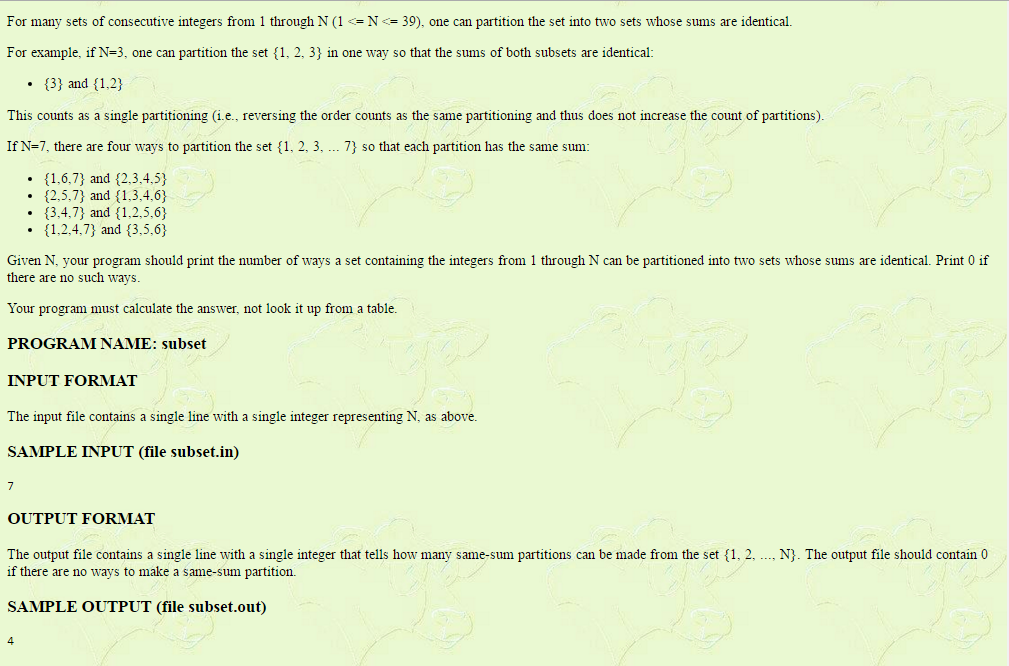 For many sets of consecutive integers from 1 through N (1 <= N <= 39), one can partition the set into two sets whose sums are identical.
For example, if N=3, one can partition the set {1, 2, 3} in one way so that the sums of both subsets are identical:
• {3} and {1,2}
This counts as a single partitioning (i.e., reversing the order counts as the same partitioning and thus does not increase the count of partitions).
If N=7, there are four ways to partition the set {1, 2, 3, ... 7} so that each partition has the same sum:
• {1,6,7} and {2,3,4,5}
• {2,5,7} and {1,3,4,6}
• {3,4,7} and {1,2,5,6}
• {1,2,4,7} and {3,5,6}
Given N, your program should print the number of ways a set containing the integers from 1 through N can be partitioned into two sets whose sums are identical. Print 0 if
there are no such ways.
Your program must calculate the answer, not look it up from a table.
PROGRAM NAME: subset
INPUT FORMAT
The input file contains a single line with a single integer representing N, as above.
SAMPLE INPUT (file subset.in)
7
OUTPUT FORMAT
The output file contains a single line with a single integer that tells how many same-sum partitions can be made from the set {1, 2, ..., N}. The output file should contain 0
if there are no ways to make a same-sum partition.
SAMPLE OUTPUT (file subset.out)
4